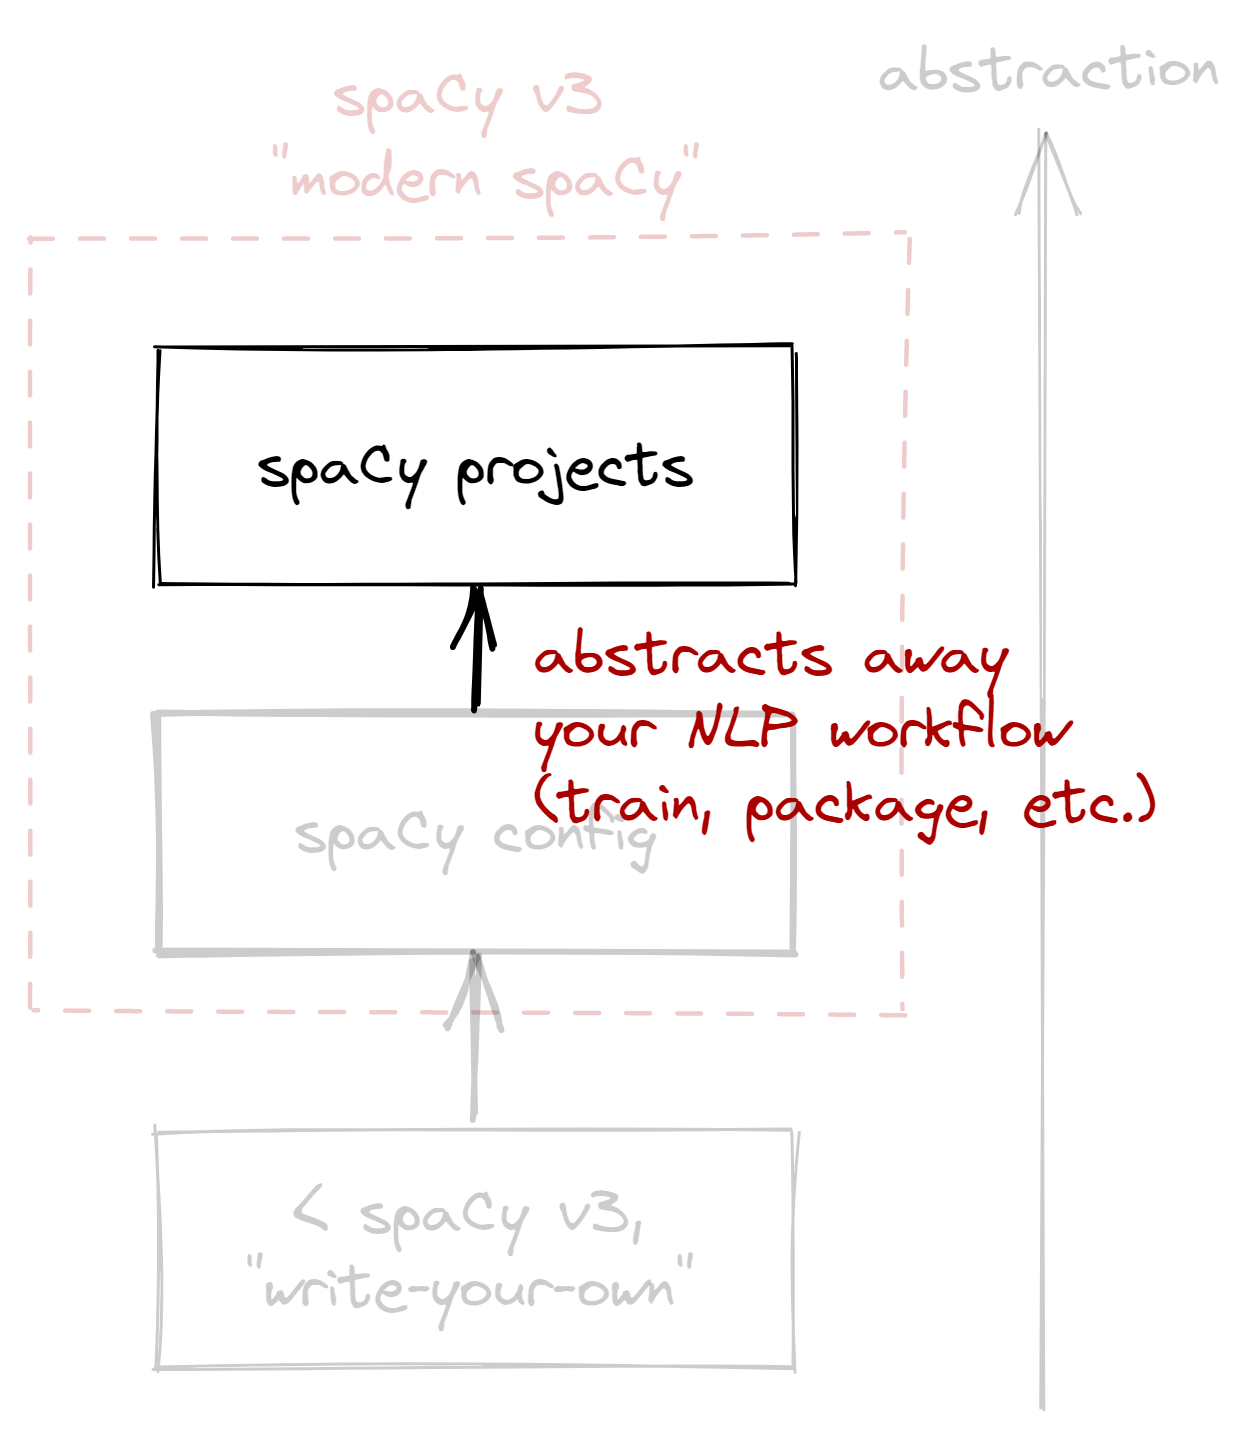 abstraction
spaCy v3
"modern spaCy"
spaCy projects
abstracts away
your NLP workflow
(train, package, etc.)
spaCy config
< spaCy v3,
"write-your-own"